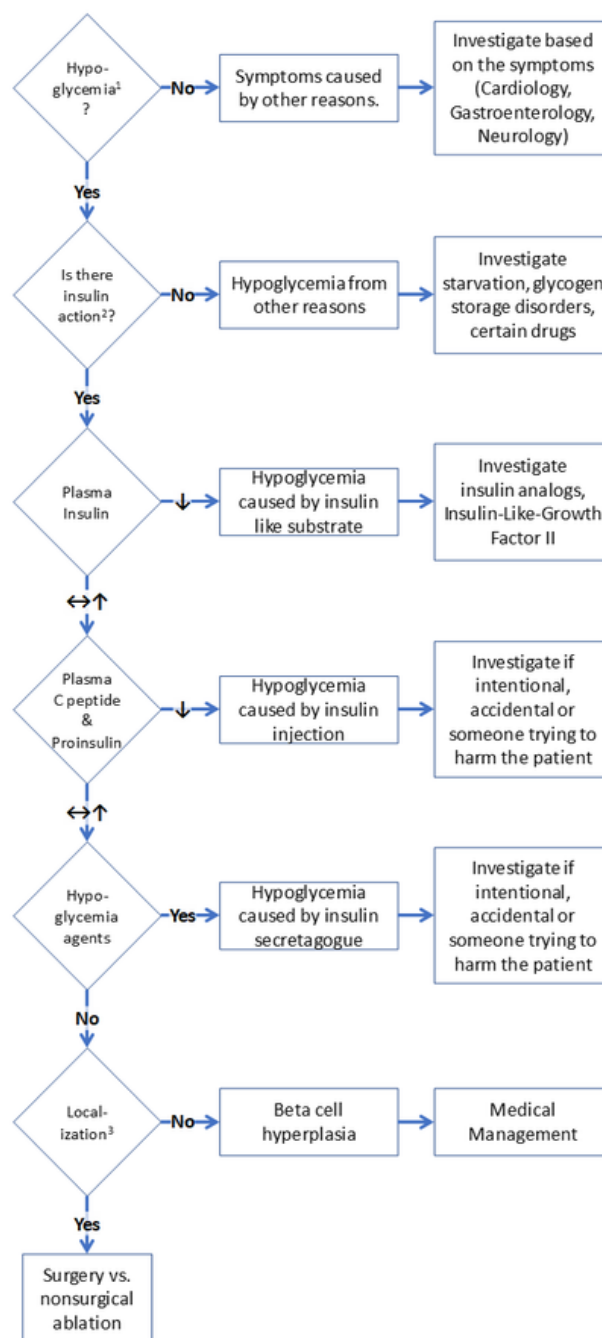 Hypo-
glycemia¹
?
No
Symptoms caused
by other reasons.
Investigate based
on the symptoms
(Cardiology,
Gastroenterology,
Neurology)
Yes
Is there
insulin
action²?
No
Hypoglycemia from
other reasons
Investigate
starvation, glycogen
storage disorders,
certain drugs
Yes
Plasma
Insulin
↓
Hypoglycemia
caused by insulin
like substrate
Investigate
insulin analogs,
Insulin-Like-Growth
Factor II
↔↑
Plasma
C peptide
&
Proinsulin
↓
Hypoglycemia
caused by insulin
injection
Investigate if
intentional,
accidental or
someone trying to
harm the patient
↔↑
Hypo-
glycemia
agents
Yes
Hypoglycemia
caused by insulin
secretagogue
Investigate if
intentional,
accidental or
someone trying to
harm the patient
No
Local-
ization³
No
Beta cell
hyperplasia
Medical
Management
Yes
Surgery vs.
nonsurgical
ablation